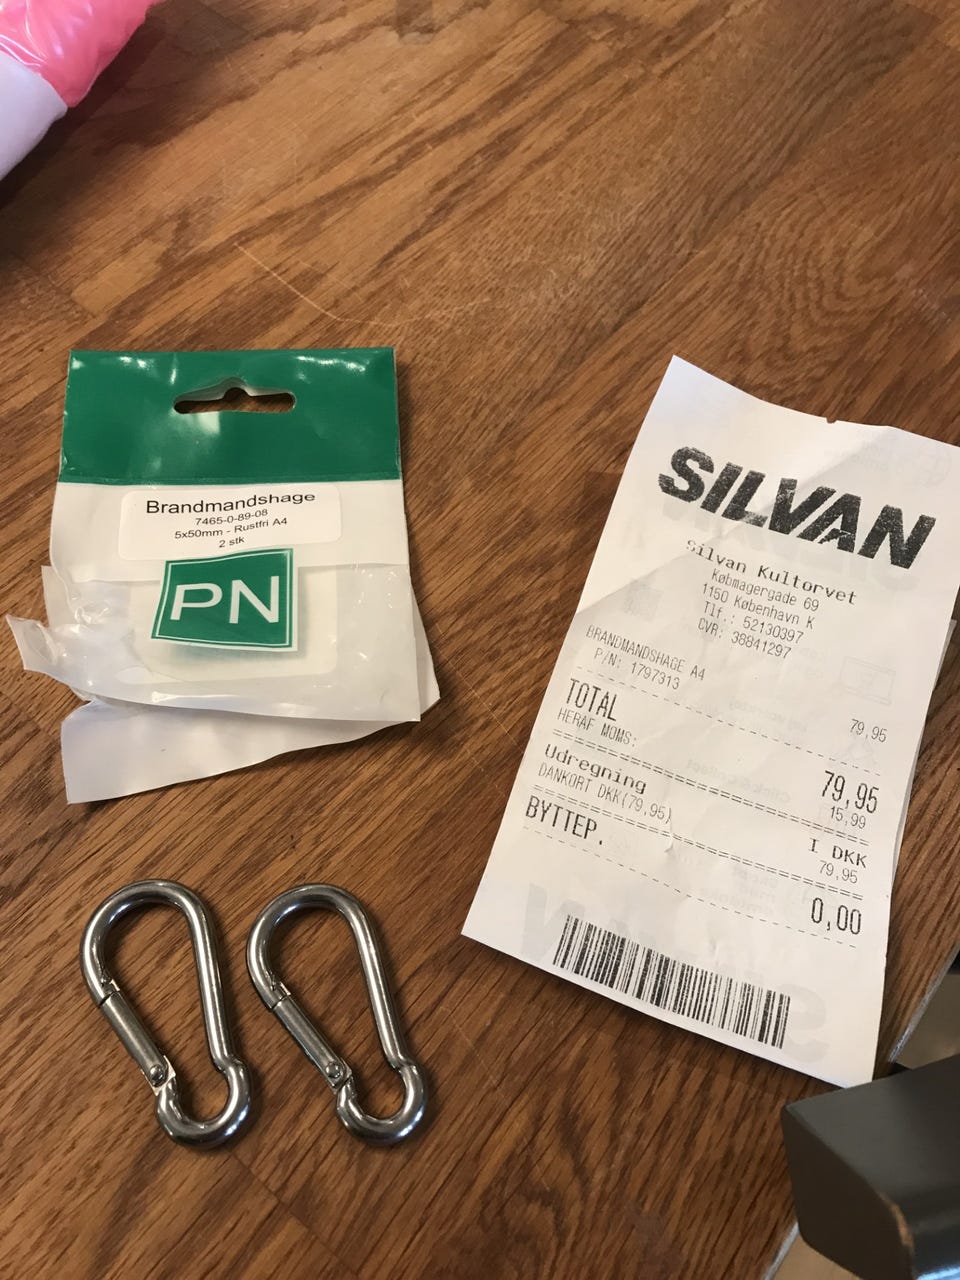 Brandmandshage
7465-0-89-08
5x50mm - Rustfri A4
2 stk
PN
SILVAN
Silvan Kultorvet
Købmagergade 69
1150 København K
Tlf.: 52130397
CVR: 38841297
BRANDMANDSHAGE A4
P/N: 1797313
79,95
TOTAL 79,95
HERAF MOMS: 15,99
Udregning I DKK
DANKORT DKK(79,95) 79,95
BYTTEP. 0,00